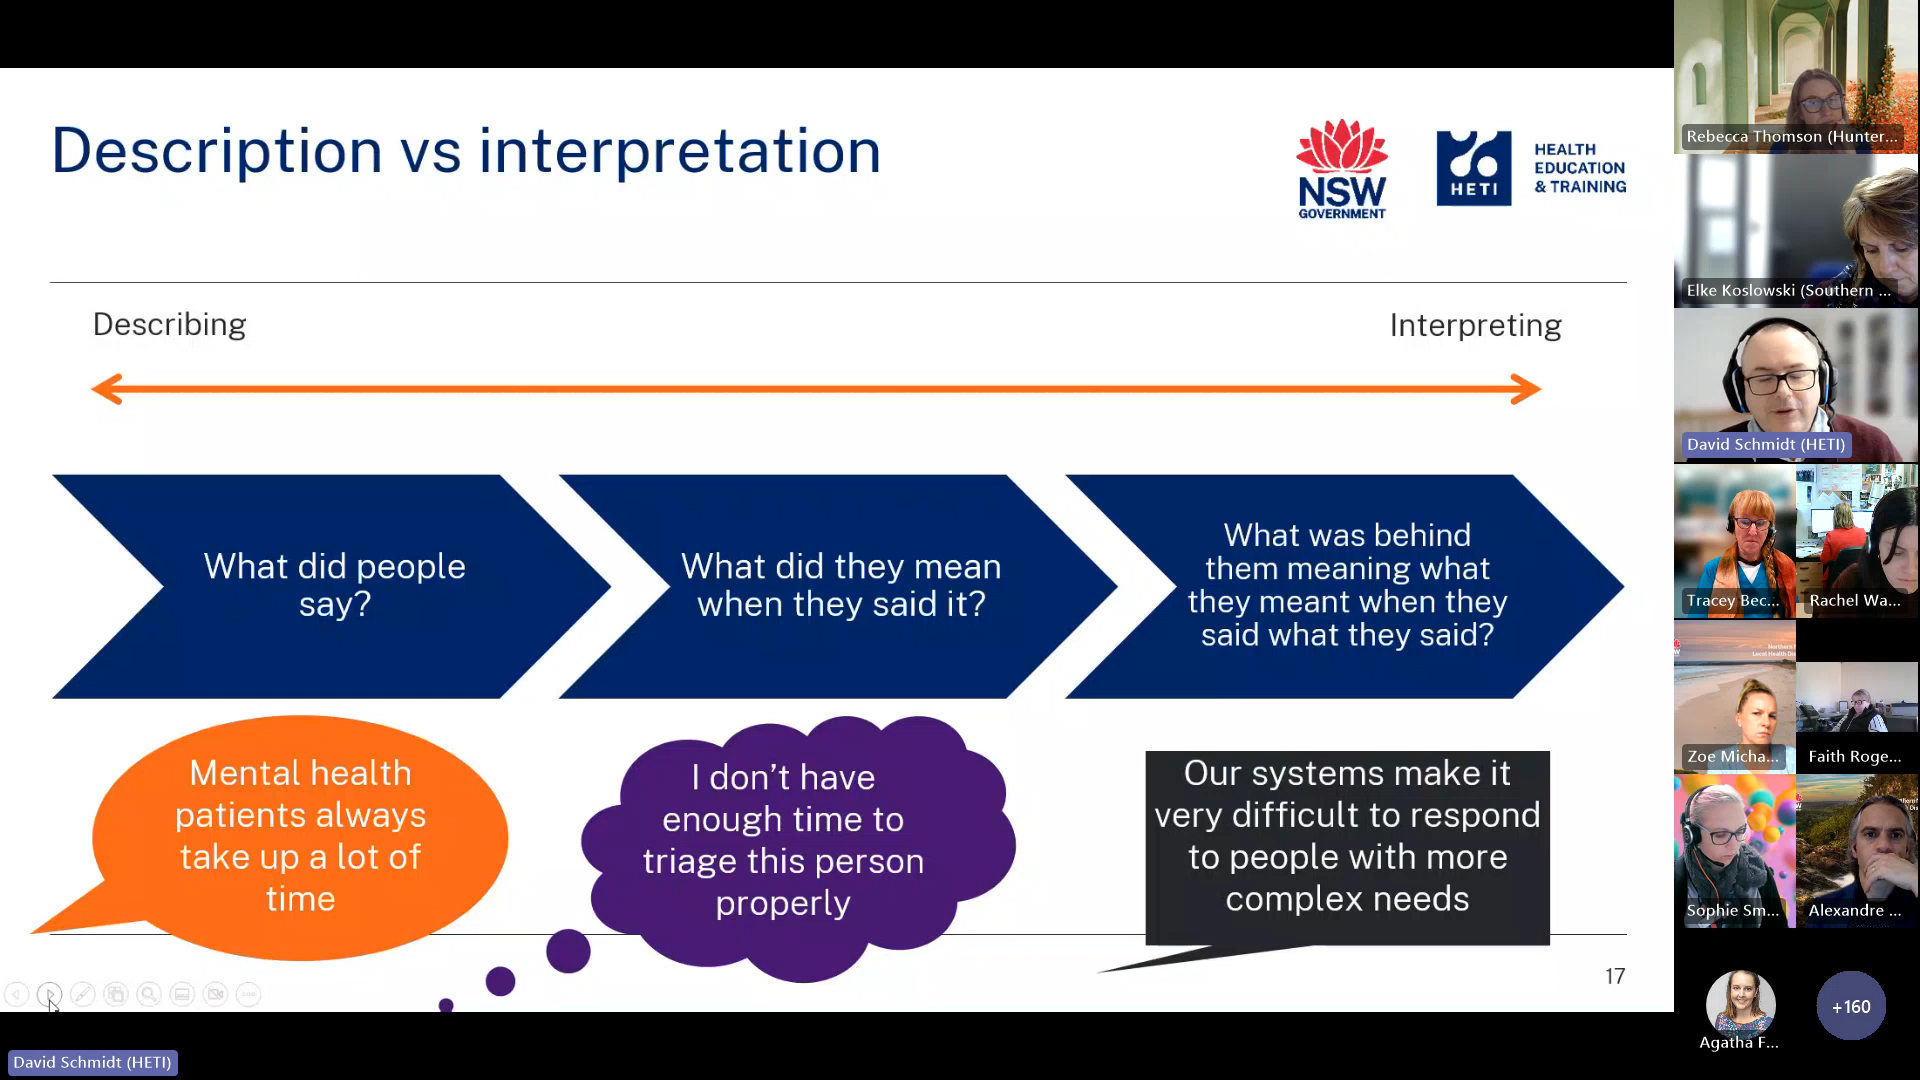 Description vs interpretation
NSW
GOVERNMENT
HETI
HEALTH
EDUCATION
& TRAINING
Describing
Interpreting
What did people
say?
What did they mean
when they said it?
What was behind
them meaning what
they meant when they
said what they said?
Mental health
patients always
take up a lot of
time
I don’t have
enough time to
triage this person
properly
Our systems make it
very difficult to respond
to people with more
complex needs
17
David Schmidt (HETI)
Rebecca Thomson (Hunter...
Elke Koslowski (Southern ...
David Schmidt (HETI)
Tracey Bec...
Rachel Wa...
Zoe Micha...
Faith Roge...
Sophie Sm...
Alexandre ...
Agatha F...
+160